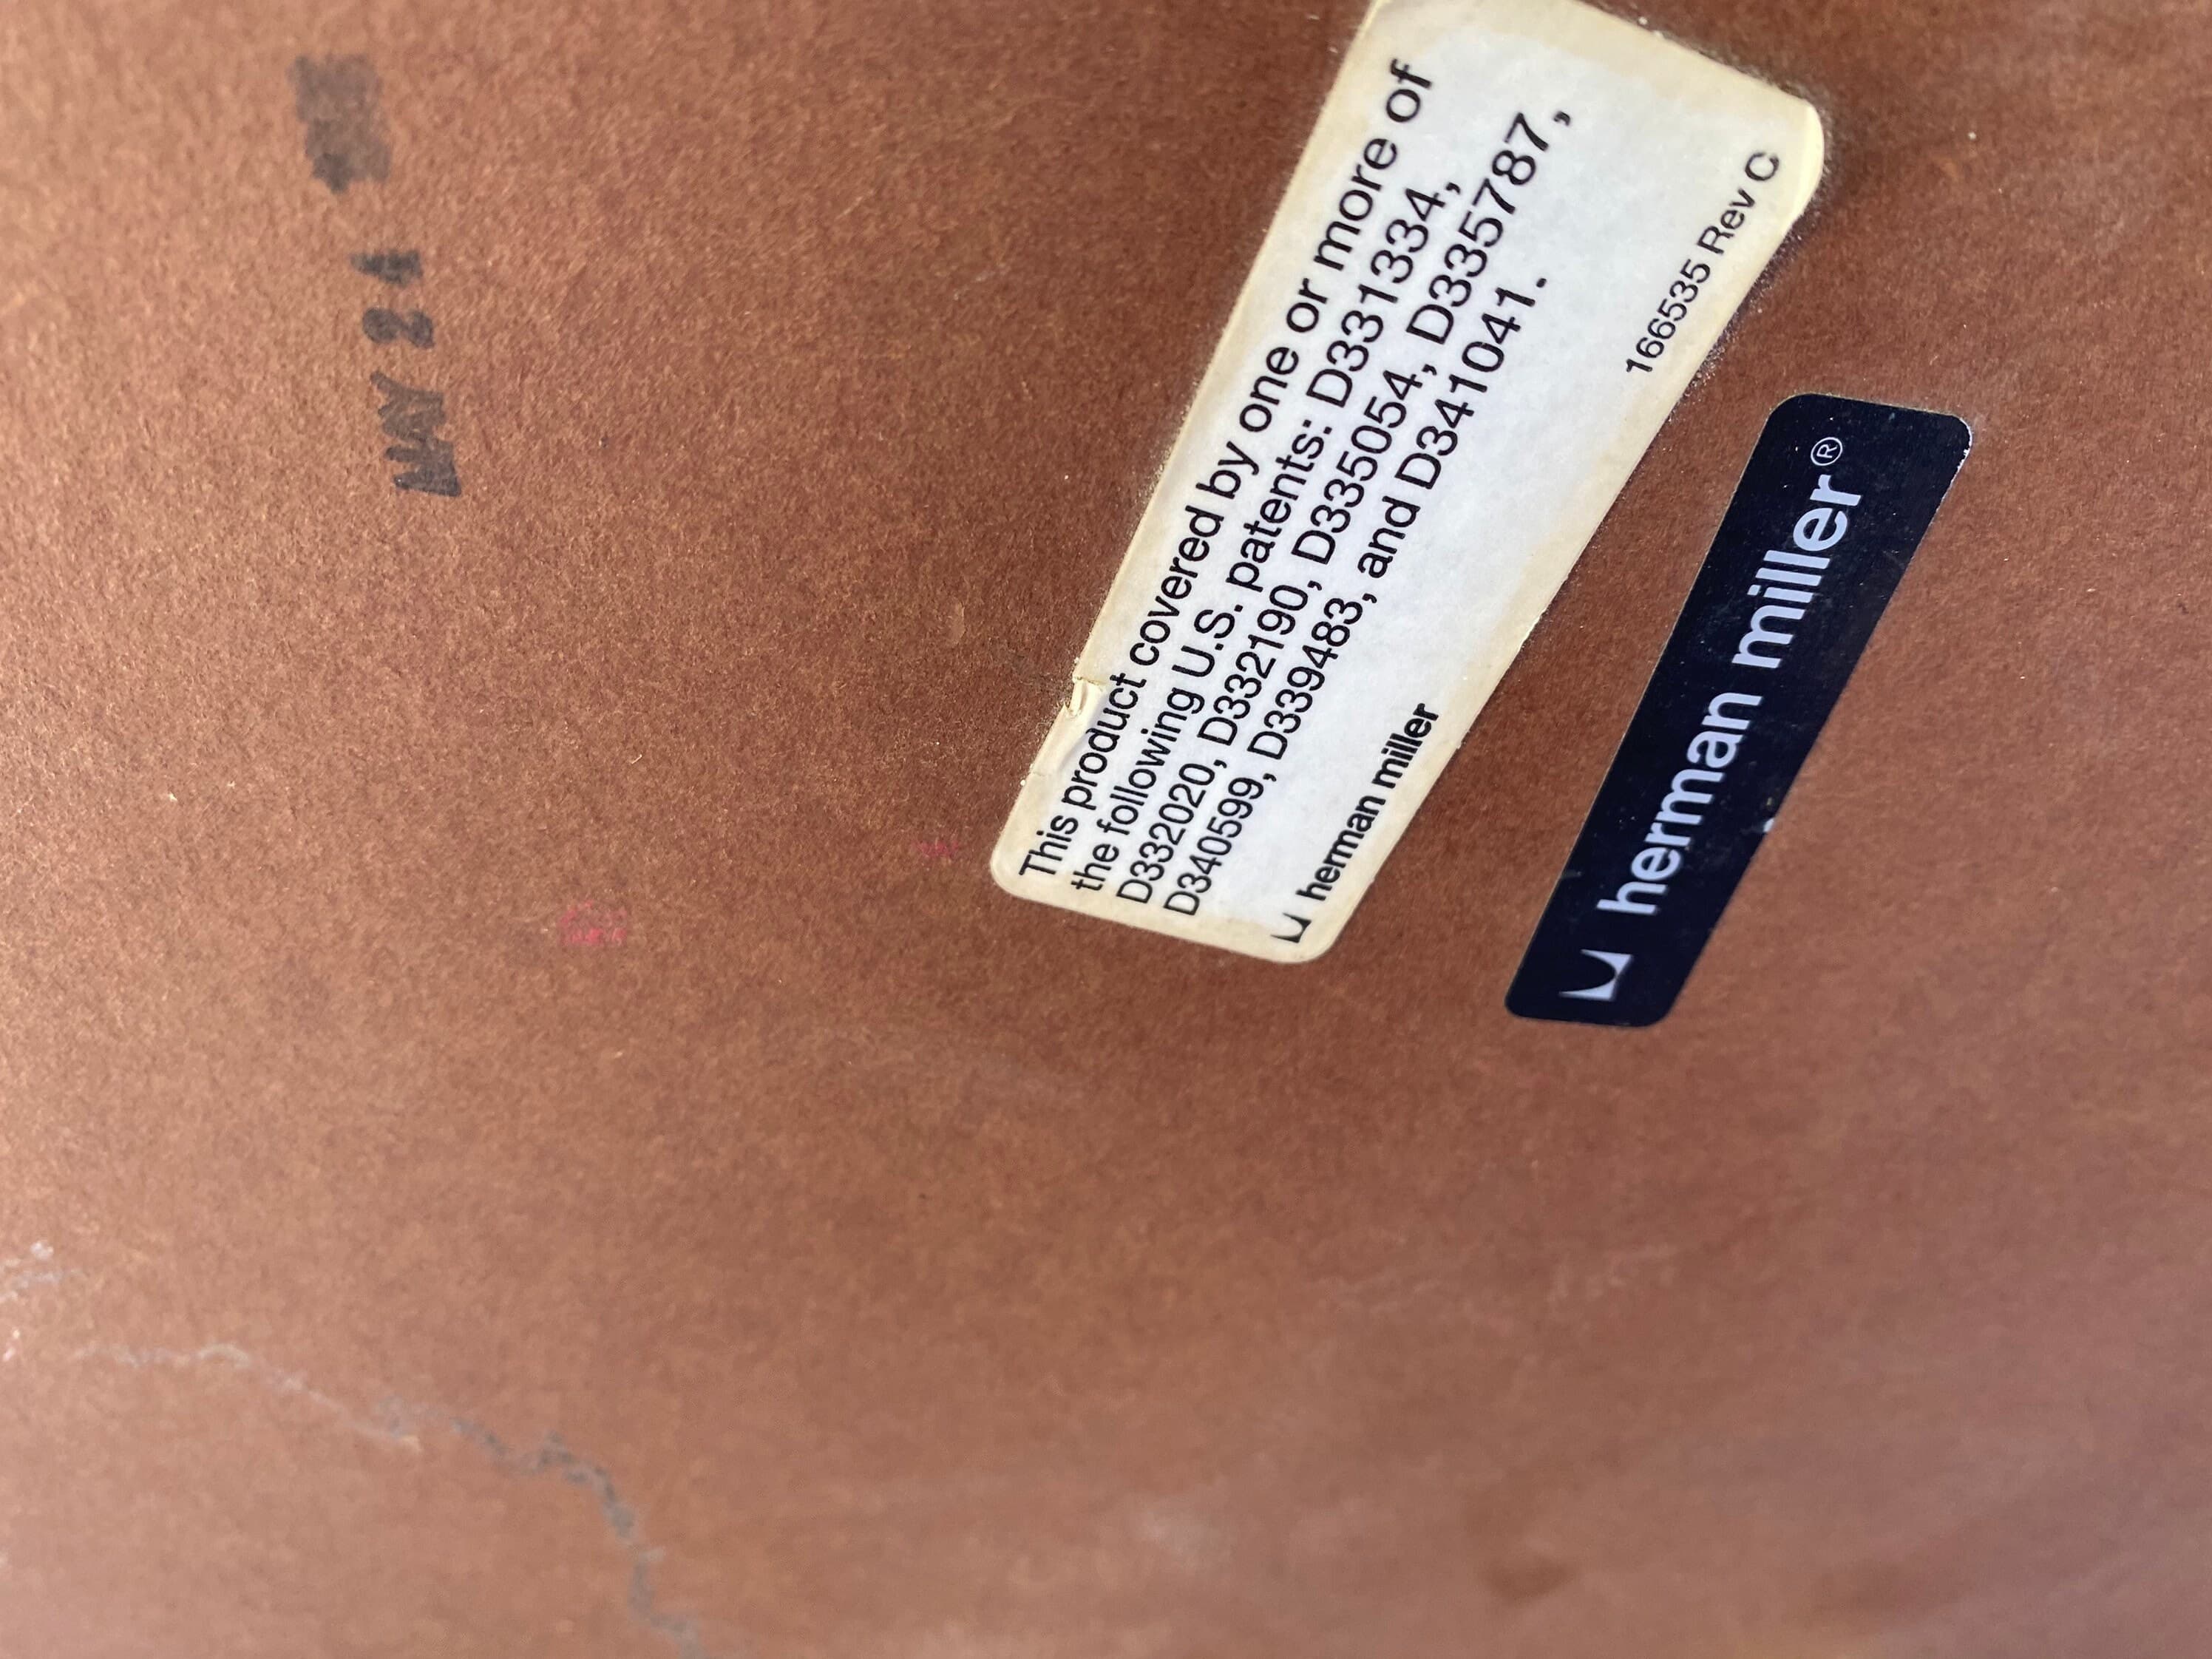 MAY 24
This product covered by one or more of
the following U.S. patents: D331334,
D332020, D332190, D335054, D335787,
D340599, D339483, and D341041.
herman miller
166535 Rev C
herman miller®